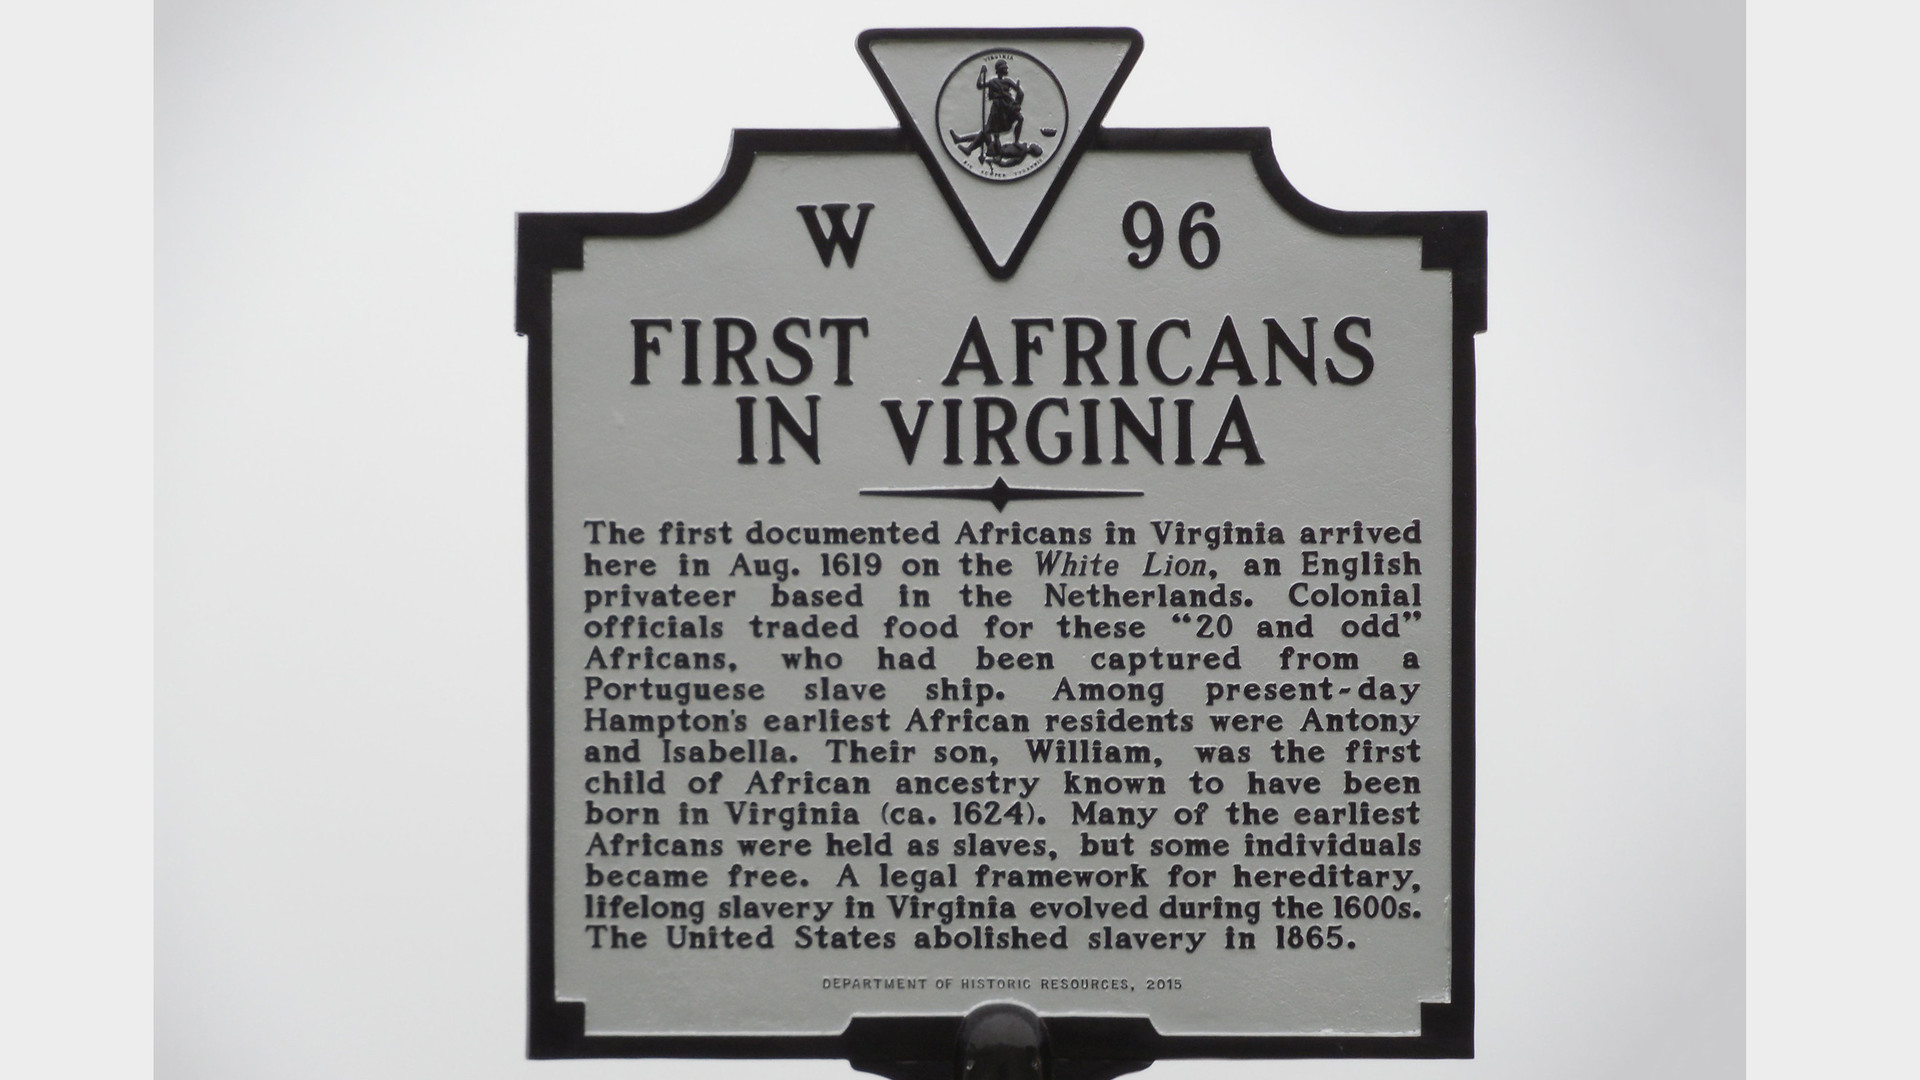 VIRGINIA
SIC SEMPER TYRANNIS
W 96
FIRST AFRICANS
IN VIRGINIA
The first documented Africans in Virginia arrived
here in Aug. 1619 on the White Lion, an English
privateer based in the Netherlands. Colonial
officials traded food for these “20 and odd”
Africans, who had been captured from a
Portuguese slave ship. Among present-day
Hampton's earliest African residents were Antony
and Isabella. Their son, William, was the first
child of African ancestry known to have been
born in Virginia (ca. 1624). Many of the earliest
Africans were held as slaves, but some individuals
became free. A legal framework for hereditary,
lifelong slavery in Virginia evolved during the 1600s.
The United States abolished slavery in 1865.
DEPARTMENT OF HISTORIC RESOURCES, 2015